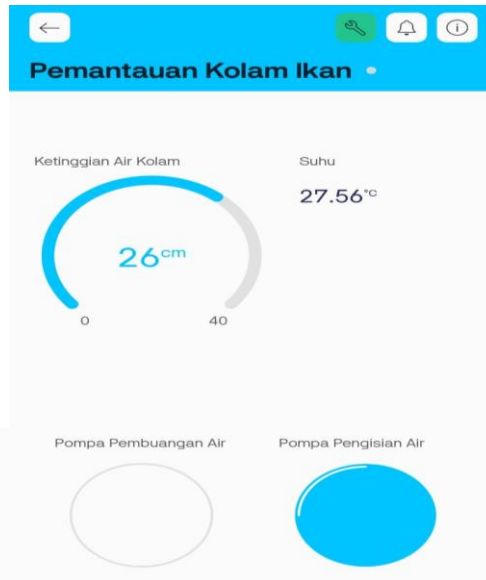 Pemantauan Kolam Ikan
Ketinggian Air Kolam
Suhu
27.56°C
26cm
0
40
Pompa Pembuangan Air
Pompa Pengisian Air